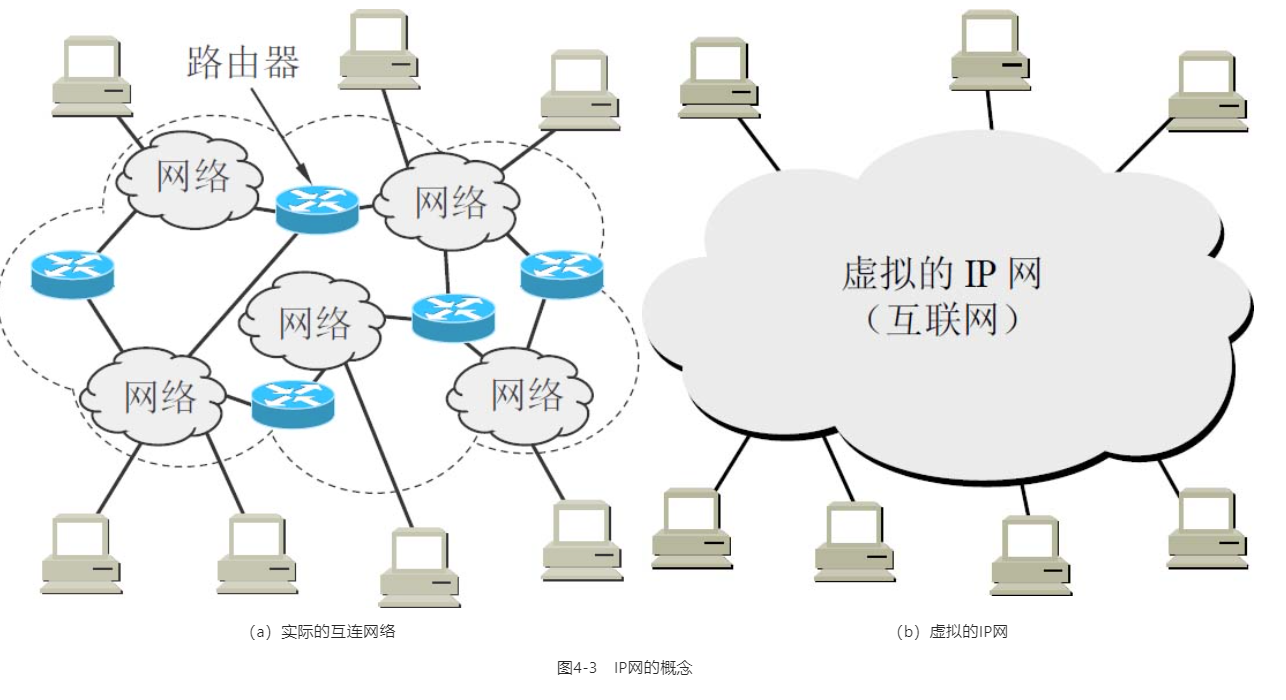 路由器
网络
网络
网络
网络
网络
(a) 实际的互连网络
虚拟的 IP 网
（互联网）
(b) 虚拟的IP网
图4-3 IP网的概念